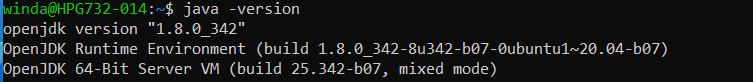 winda@HPG732-014:~$ java -version
openjdk version "1.8.0_342"
OpenJDK Runtime Environment (build 1.8.0_342-8u342-b07-0ubuntu1~20.04-b07)
OpenJDK 64-Bit Server VM (build 25.342-b07, mixed mode)